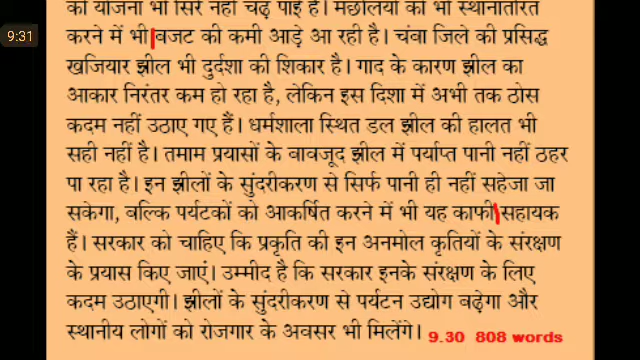 की योजना भी सिरे नहीं चढ़ पाई है। मछलियों को भी स्थानांतरित
9:31
करने में भी वजट की कमी आड़े आ रही है। चंवा जिले की प्रसिद्ध
खजियार झील भी दुर्दशा की शिकार है। गाद के कारण झील का
आकार निरंतर कम हो रहा है, लेकिन इस दिशा में अभी तक ठोस
कदम नहीं उठाए गए हैं। धर्मशाला स्थित डल झील की हालत भी
सही नहीं है। तमाम प्रयासों के वावजूद झील में पर्याप्त पानी नहीं ठहर
पा रहा है। इन झीलों के सुंदरीकरण से सिर्फ पानी ही नहीं सहेजा जा
सकेगा, वल्कि पर्यटकों को आकर्षित करने में भी यह काफी सहायक
हैं। सरकार को चाहिए कि प्रकृति की इन अनमोल कृतियों के संरक्षण
के प्रयास किए जाएं। उम्मीद है कि सरकार इनके संरक्षण के लिए
कदम उठाएगी। झीलों के सुंदरीकरण से पर्यटन उद्योग बढ़ेगा और
स्थानीय लोगों को रोजगार के अवसर भी मिलेंगे। 9.30 808 words